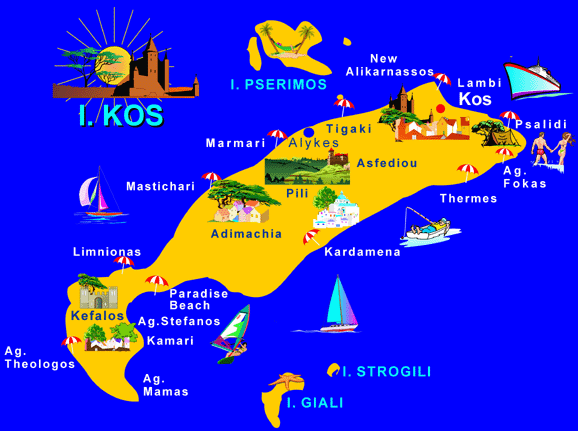 New
Alikarnassos
Lambi
I. PSERIMOS
Kos
I. KOS
Psalidi
Tigaki
Marmari
Alykes
Asfediou
Ag.
Fokas
Mastichari
Pili
Thermes
Adimachia
Kardamena
Limnionas
Paradise
Beach
Kefalos
Ag.Stefanos
Kamari
Ag.
Theologos
I. STROGILI
Ag.
Mamas
I. GIALI